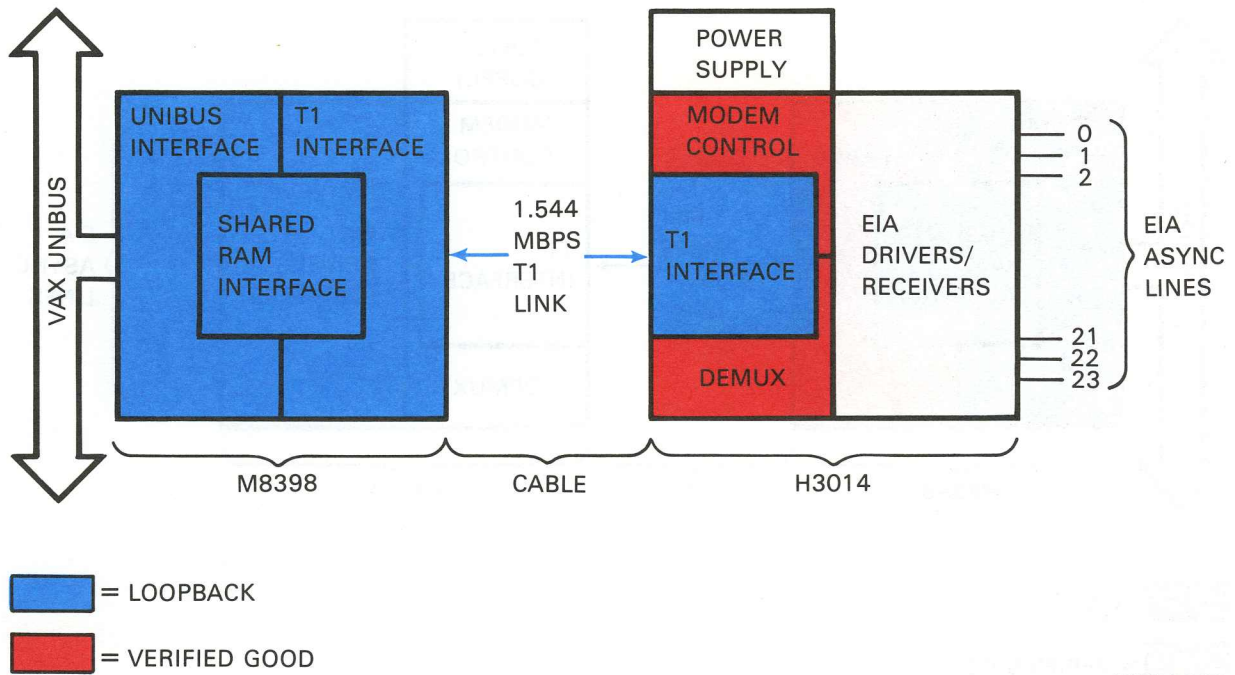 VAX UNIBUS
UNIBUS
INTERFACE
T1
INTERFACE
SHARED
RAM
INTERFACE
M8398
1.544
MBPS
T1
LINK
CABLE
POWER
SUPPLY
MODEM
CONTROL
T1
INTERFACE
DEMUX
EIA
DRIVERS/
RECEIVERS
H3014
0
1
2
21
22
23
EIA
ASYNC
LINES
= LOOPBACK
= VERIFIED GOOD